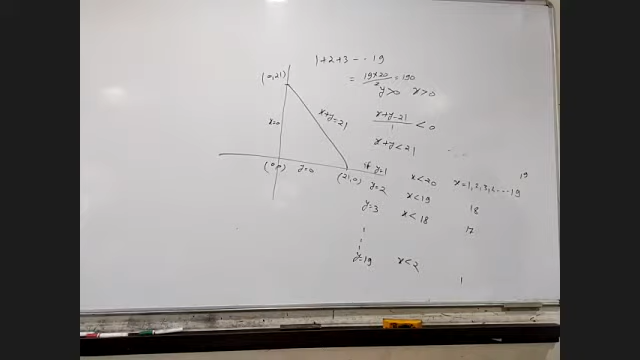 1+2+3 --- 19
= 19×20/2 = 190
y>0 x>0
(0,21)
x+y=21
x=0
x+y-21/1 < 0
x+y<21
(0,0) y=0 (21,0)
If y=1 x<20 x=1,2,3,4---19 19
y=2 x<19 18
y=3 x<18 17
y=19 x<2 1